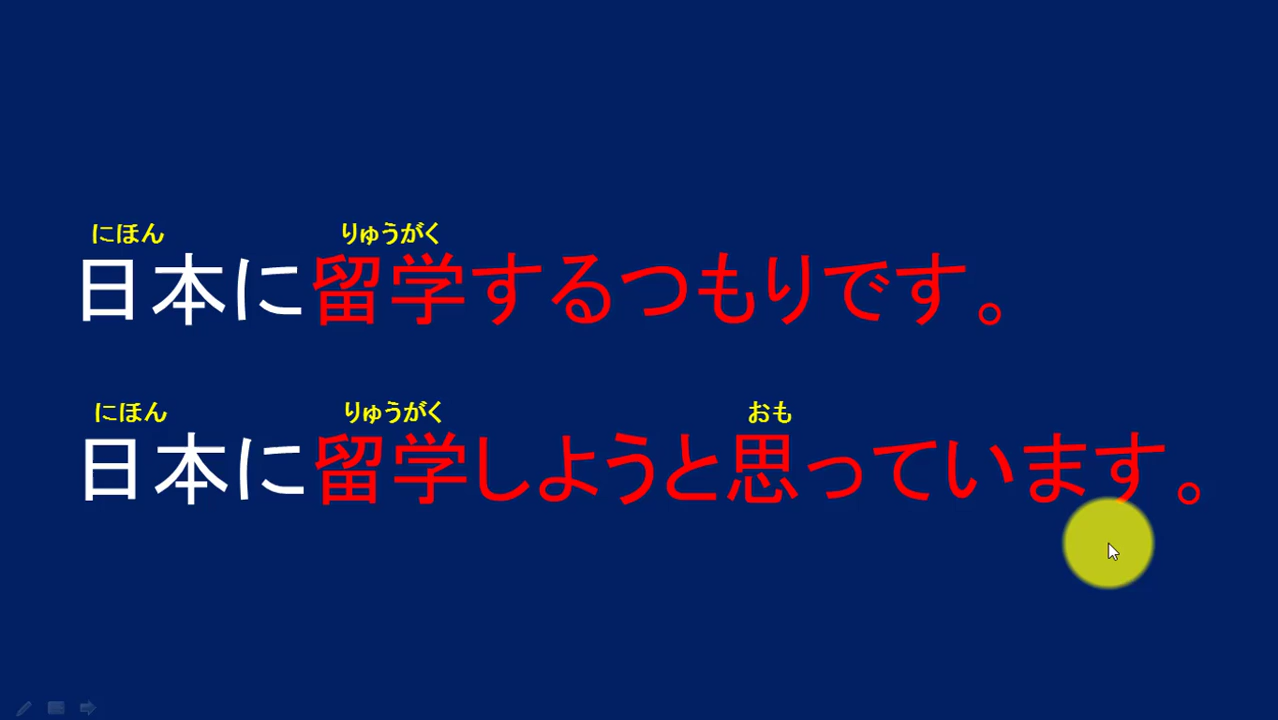 にほん りゅうがく
日本に留学するつもりです。
にほん りゅうがく おも
日本に留学しようと思っています。